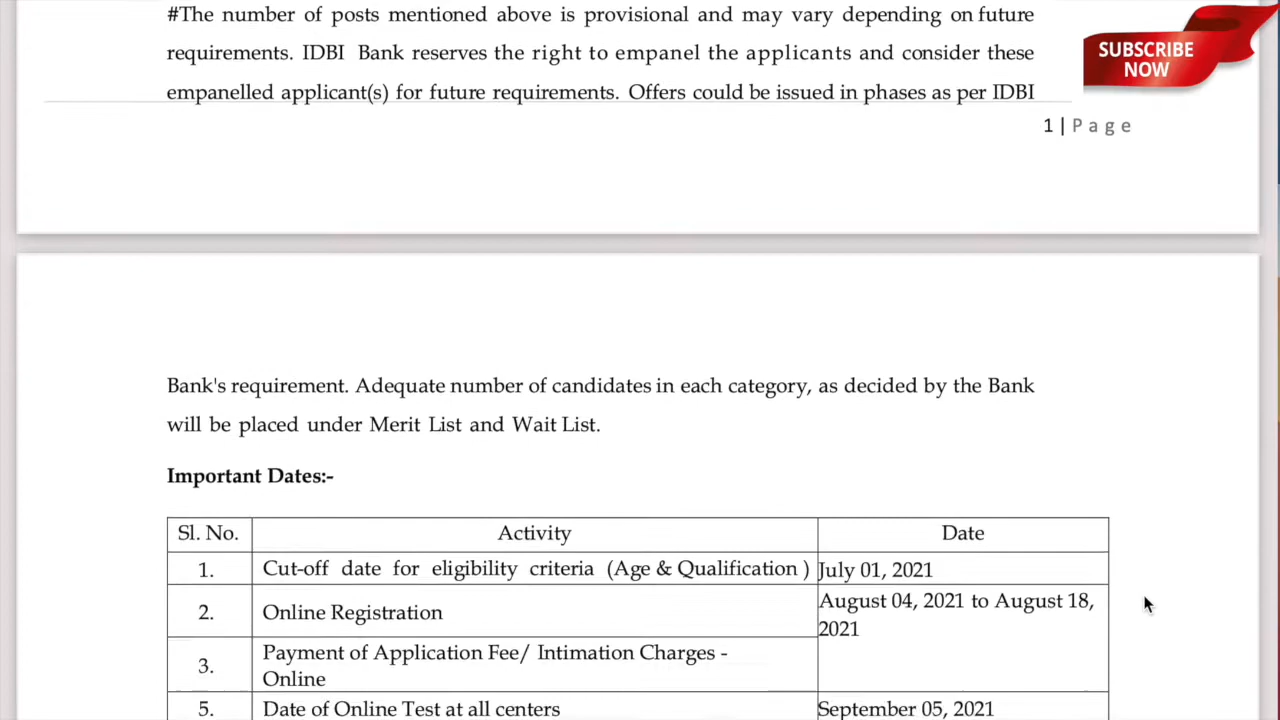 #The number of posts mentioned above is provisional and may vary depending on future
requirements. IDBI Bank reserves the right to empanel the applicants and consider these
empanelled applicant(s) for future requirements. Offers could be issued in phases as per IDBI
SUBSCRIBE
NOW
1 | Page
Bank's requirement. Adequate number of candidates in each category, as decided by the Bank
will be placed under Merit List and Wait List.
Important Dates:-
Sl. No. Activity Date
1. Cut-off date for eligibility criteria (Age & Qualification ) July 01, 2021
2. Online Registration August 04, 2021 to August 18,
2021
3. Payment of Application Fee/ Intimation Charges -
Online
5. Date of Online Test at all centers September 05, 2021